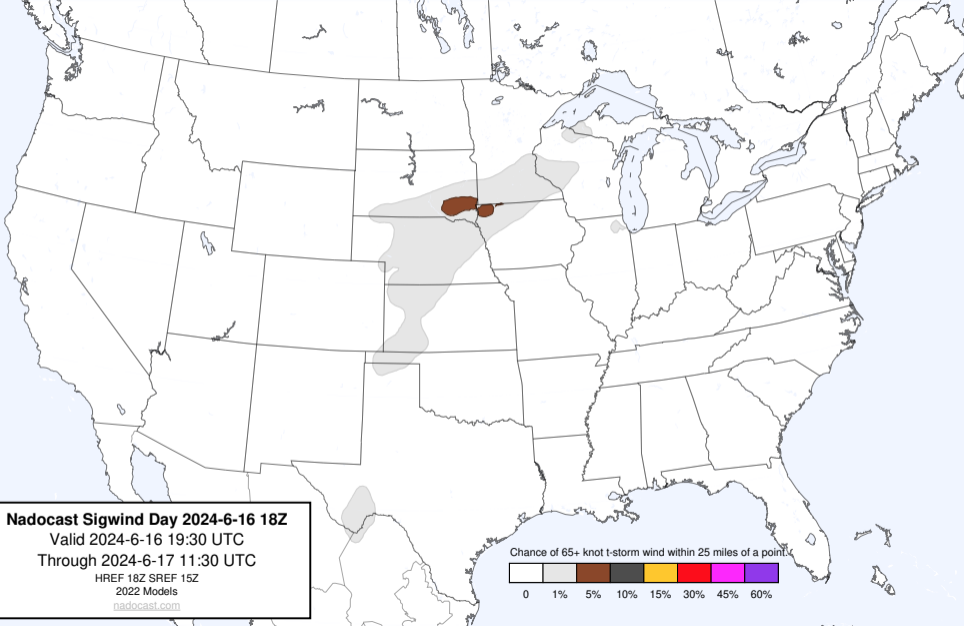 Nadocast Sigwind Day 2024-6-16 18Z
Valid 2024-6-16 19:30 UTC
Through 2024-6-17 11:30 UTC
HREF 18Z SREF 15Z
2022 Models
nadocast.com
Chance of 65+ knot t-storm wind within 25 miles of a point.
0 1% 5% 10% 15% 30% 45% 60%